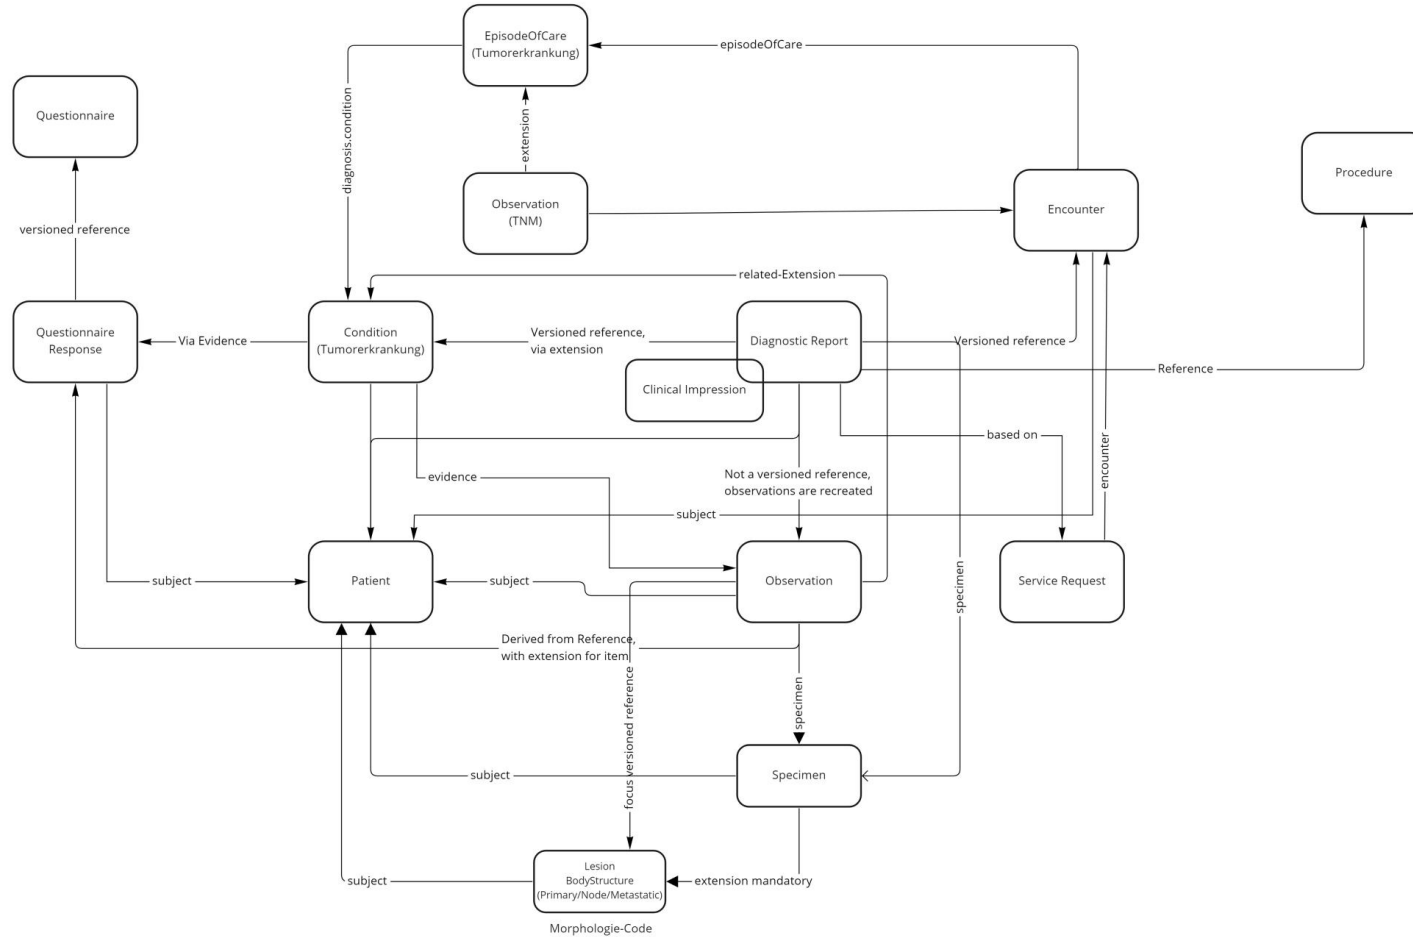 EpisodeOfCare
(Tumorerkrankung)
episodeOfCare
Questionnaire
diagnosis.condition
extension
Procedure
Observation
(TNM)
Encounter
versioned reference
related-Extension
Questionnaire
Response
Via Evidence
Condition
(Tumorerkrankung)
Versioned reference,
via extension
Diagnostic Report
Versioned reference
Reference
Clinical Impression
based on
encounter
evidence
Not a versioned reference,
observations are recreated
subject
subject
Patient
subject
Observation
specimen
Service Request
Derived from Reference,
with extension for item
focus versioned reference
specimen
subject
Specimen
subject
Lesion
BodyStructure
(Primary/Node/Metastatic)
extension mandatory
Morphologie-Code